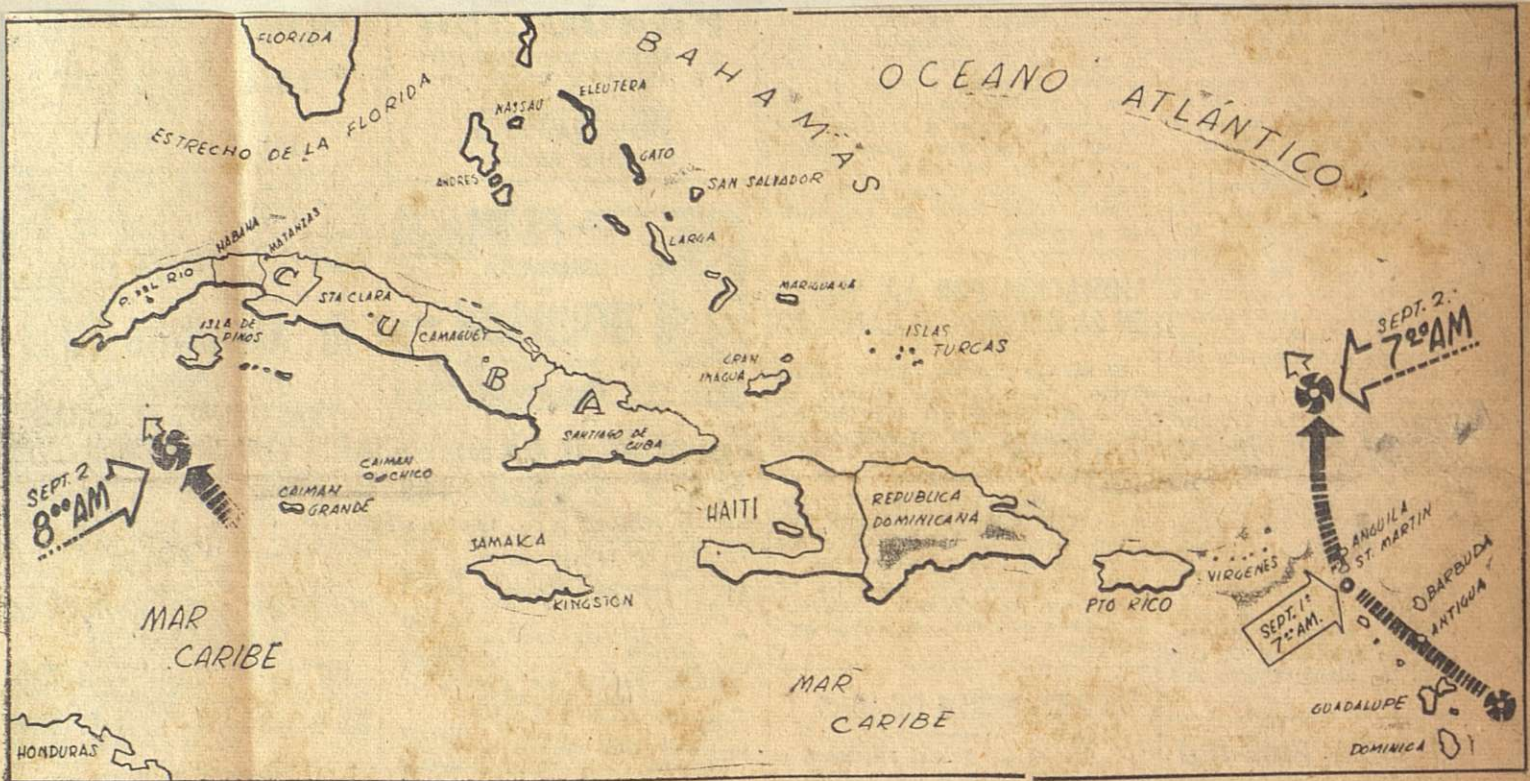 FLORIDA
BAHAMAS
OCEANO ATLÁNTICO
ESTRECHO DE LA FLORIDA
NASSAU
ELEUTERA
ANDRES
GATO
SAN SALVADOR
LARGA
HABANA
MATANZAS
P. DEL RIO
STA CLARA
CAMAGUEY
CUBA
SANTIAGO DE
CUBA
ISLA DE
PINOS
MARIGUANA
ISLAS
TURCAS
GRAN
INAGUA
SEPT. 2.
7ºº AM
SEPT. 2
8ºº AM
CAIMAN
CHICO
CAIMAN
GRANDE
HAITI
REPUBLICA
DOMINICANA
JAMAICA
KINGSTON
PTO RICO
VIRGENES
ANGUILA
ST. MARTIN
BARBUDA
ANTIGUA
SEPT. 1º
7ºº AM.
MAR
CARIBE
MAR
CARIBE
GUADALUPE
DOMINICA
HONDURAS